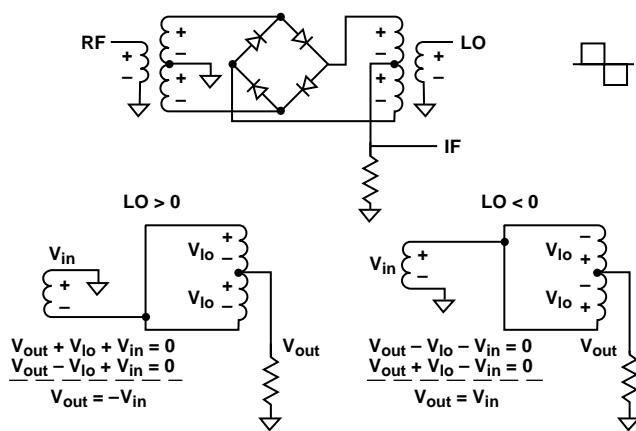 RF
+
−
+
−
+
−
+
−
+
−
LO
+
−
IF
LO > 0
Vin
+
−
Vlo
+
−
Vlo
+
−
Vout + Vlo + Vin = 0
Vout − Vlo + Vin = 0
Vout = −Vin
Vout
LO < 0
Vin
+
−
Vlo
−
+
Vlo
−
+
Vout − Vlo − Vin = 0
Vout + Vlo − Vin = 0
Vout = Vin
Vout